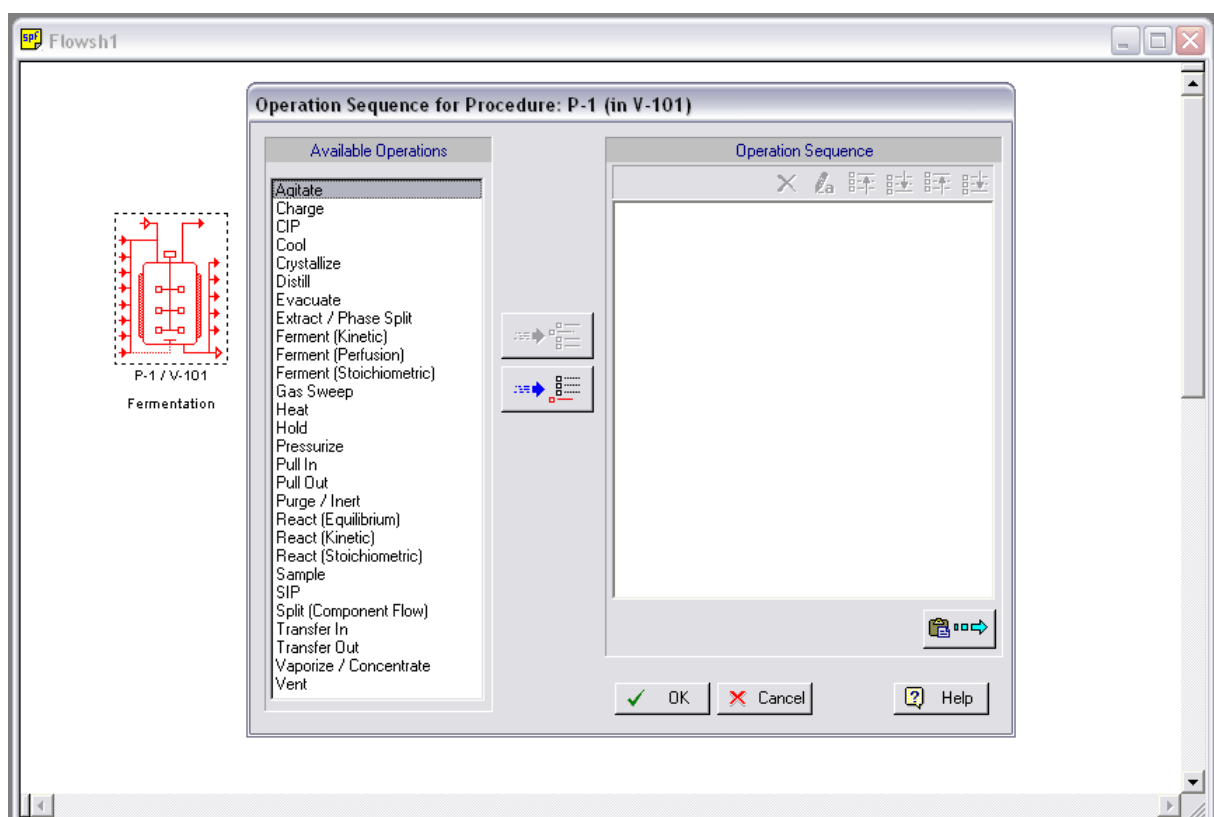 spf Flowsh1
Operation Sequence for Procedure: P-1 (in V-101)
Available Operations
Agitate
Charge
CIP
Cool
Crystallize
Distill
Evacuate
Extract / Phase Split
Ferment (Kinetic)
Ferment (Perfusion)
Ferment (Stoichiometric)
Gas Sweep
Heat
Hold
Pressurize
Pull In
Pull Out
Purge / Inert
React (Equilibrium)
React (Kinetic)
React (Stoichiometric)
Sample
SIP
Split (Component Flow)
Transfer In
Transfer Out
Vaporize / Concentrate
Vent
Operation Sequence
a
OK
Cancel
? Help
P-1 / V-101
Fermentation